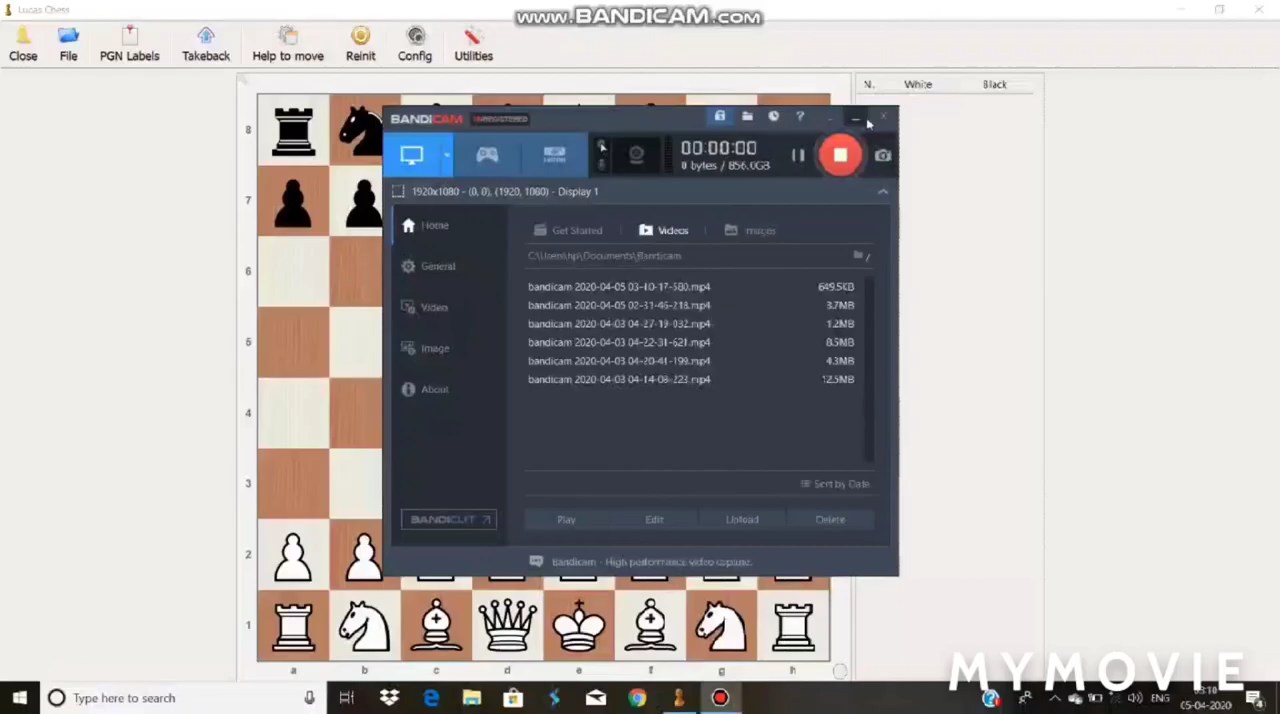 Lucas Chess
www.BANDICAM.com
Close
File
PGN Labels
Takeback
Help to move
Reinit
Config
Utilities
N.
White
Black
BANDICAM
UNREGISTERED
00:00:00
0 bytes / 856.0GB
1920x1080 - (0, 0), (1920, 1080) - Display 1
Home
General
Video
Image
About
Get Started
Videos
Images
C:\Users\hp\Documents\Bandicam
bandicam 2020-04-05 03-10-17-580.mp4 649.5KB
bandicam 2020-04-05 02-31-46-218.mp4 3.7MB
bandicam 2020-04-03 04-27-19-032.mp4 1.2MB
bandicam 2020-04-03 04-22-31-621.mp4 8.5MB
bandicam 2020-04-03 04-20-41-199.mp4 4.3MB
bandicam 2020-04-03 04-14-08-223.mp4 12.5MB
Sort by Date
BANDICUT
Play
Edit
Upload
Delete
Bandicam - High performance video capture.
8
7
6
5
4
3
2
1
a b c d e f g h
MYMOVIE
Type here to search
ENG
03:10
05-04-2020